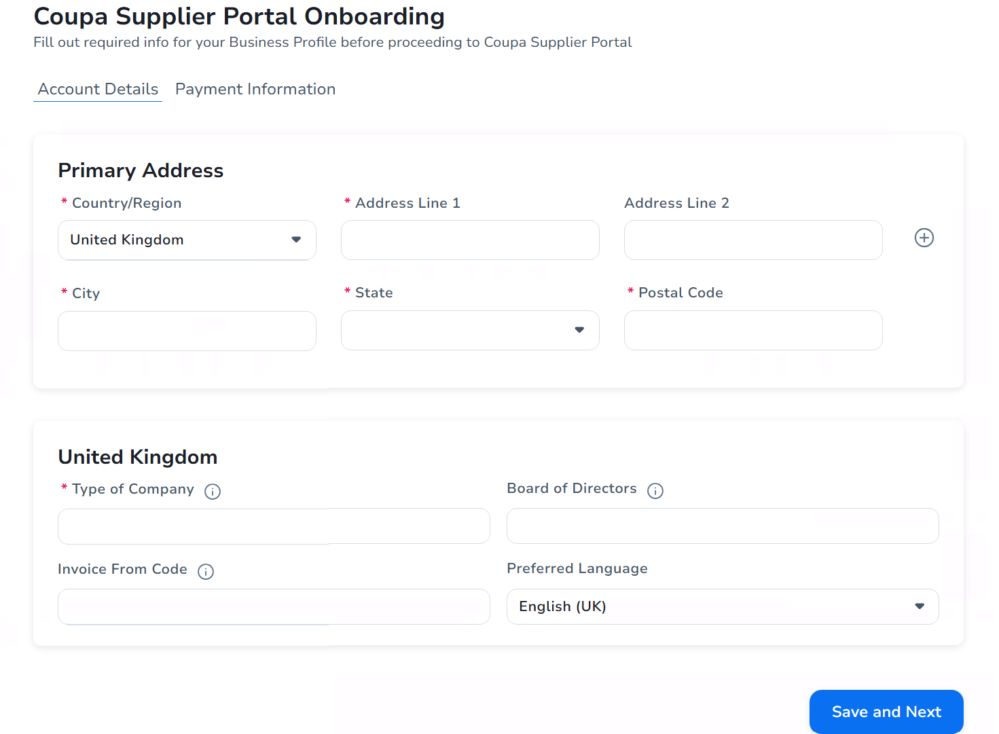 Coupa Supplier Portal Onboarding
Fill out required info for your Business Profile before proceeding to Coupa Supplier Portal
Account Details Payment Information
Primary Address
* Country/Region * Address Line 1 Address Line 2
United Kingdom
* City * State * Postal Code
United Kingdom
* Type of Company Board of Directors
Invoice From Code Preferred Language
English (UK)
Save and Next